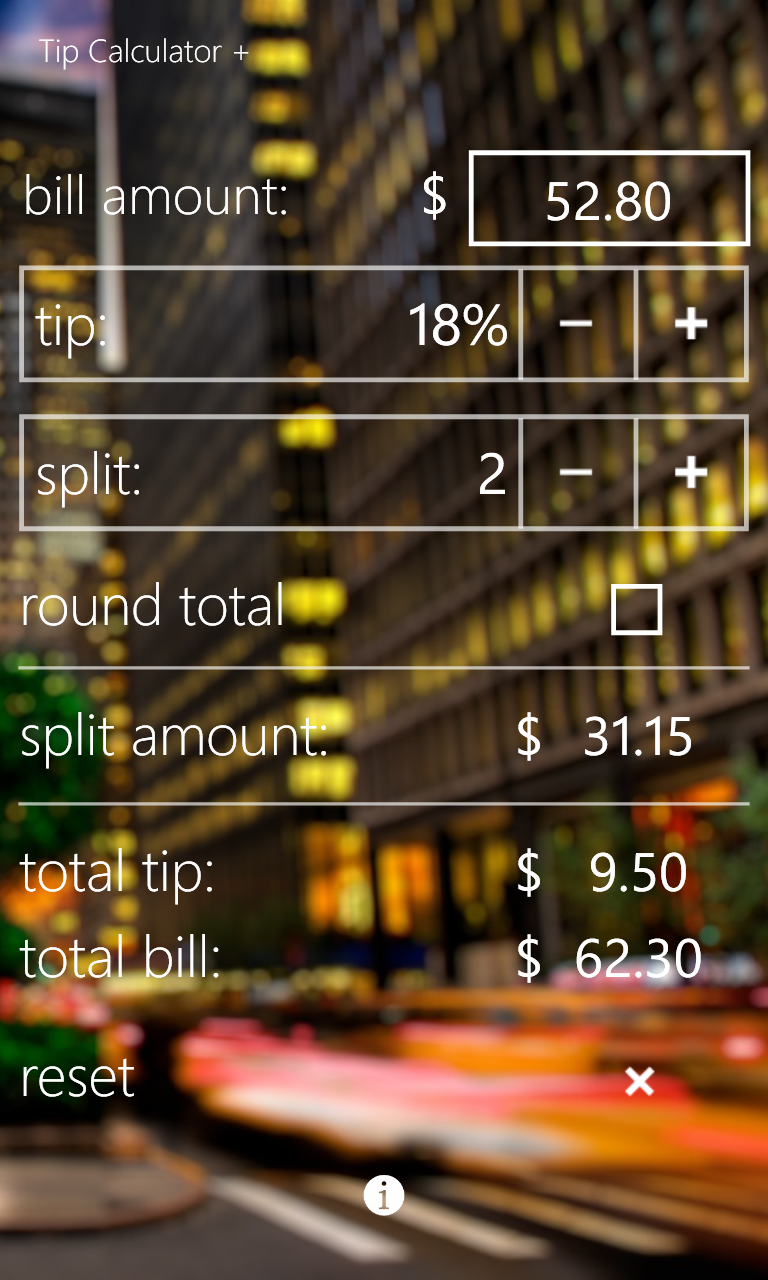 Tip Calculator +
bill amount: $ 52.80
tip: 18% − +
split: 2 − +
round total
split amount: $ 31.15
total tip: $ 9.50
total bill: $ 62.30
reset ×
i